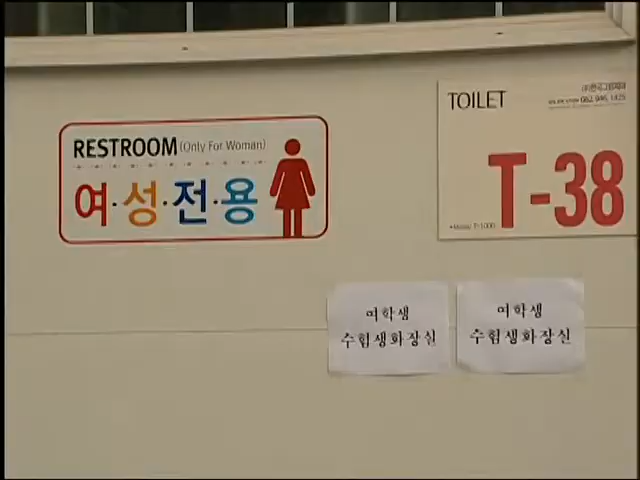 RESTROOM (Only For Woman)
여·성·전·용
TOILET
T-38
여학생
수험생화장실
여학생
수험생화장실